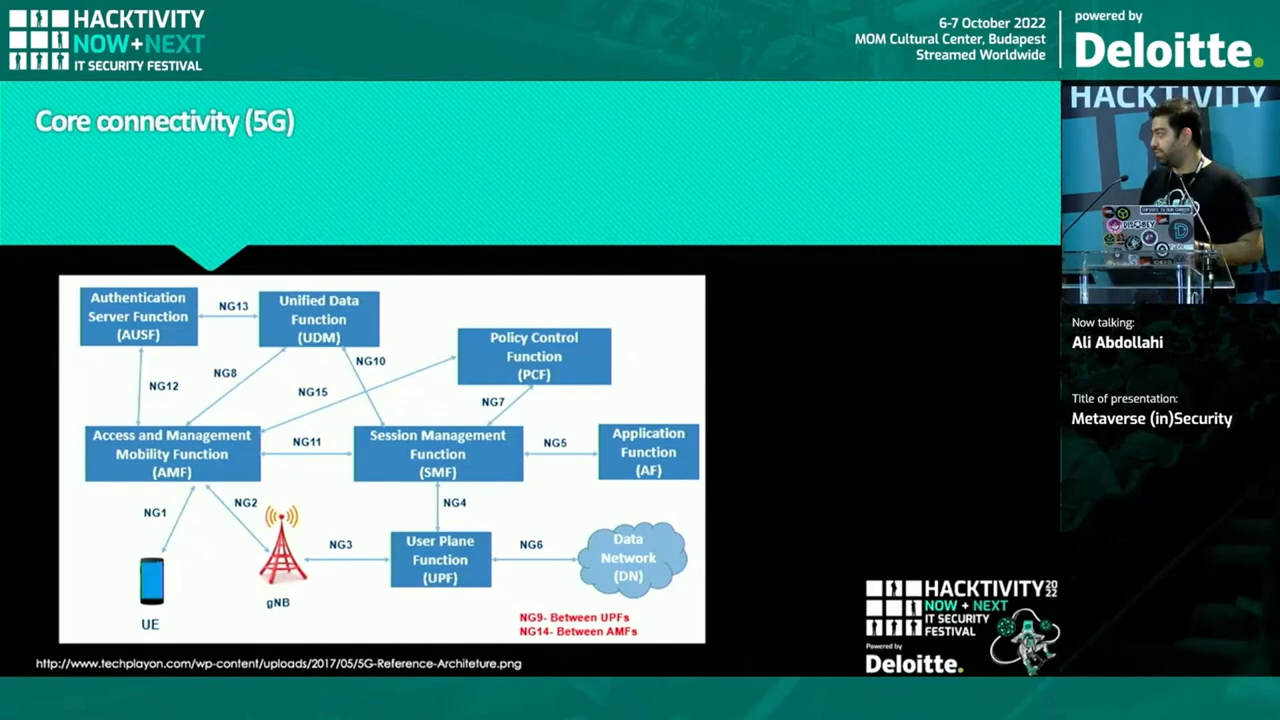 HACKTIVITY
NOW+NEXT
IT SECURITY FESTIVAL
6-7 October 2022
MOM Cultural Center, Budapest
Streamed Worldwide
powered by
Deloitte.
Core connectivity (5G)
HACKTIVITY
Authentication
Server Function
(AUSF)
NG13
Unified Data
Function
(UDM)
Policy Control
Function
(PCF)
NG12
NG8
NG10
NG15
NG7
Access and Management
Mobility Function
(AMF)
NG11
Session Management
Function
(SMF)
NG5
Application
Function
(AF)
NG1
NG2
NG4
gNB
NG3
User Plane
Function
(UPF)
NG6
Data
Network
(DN)
UE
NG9- Between UPFs
NG14- Between AMFs
http://www.techplayon.com/wp-content/uploads/2017/05/5G-Reference-Architeture.png
Now talking:
Ali Abdollahi
Title of presentation:
Metaverse (in)Security
HACKTIVITY 2022
NOW + NEXT
IT SECURITY
FESTIVAL
Powered by
Deloitte.